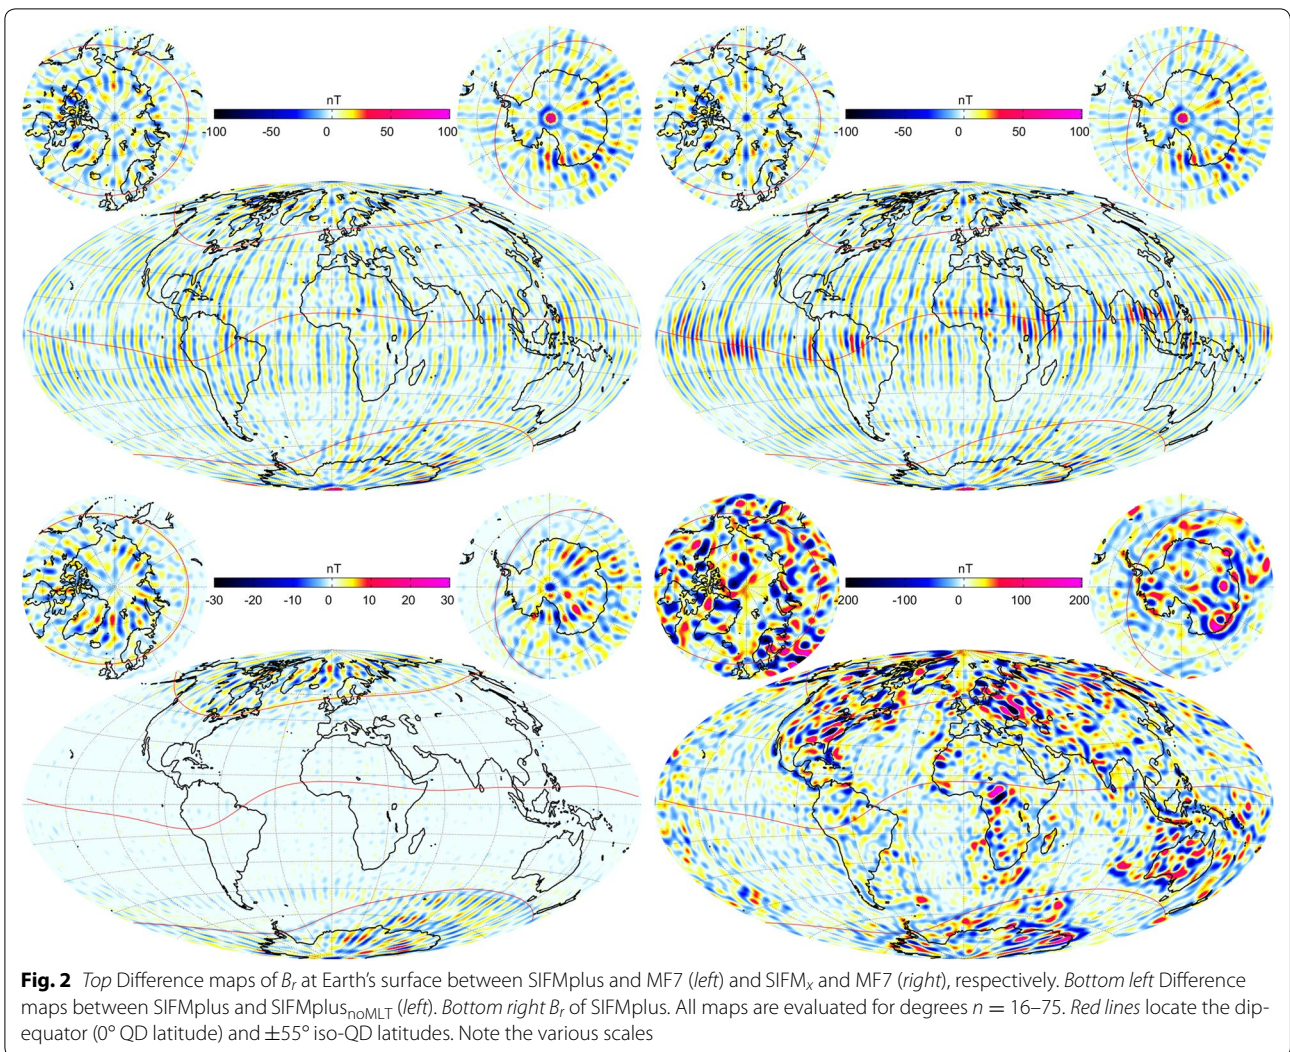 nT
-100 -50 0 50 100
nT
-100 -50 0 50 100
nT
-30 -20 -10 0 10 20 30
nT
-200 -100 0 100 200
Fig. 2 Top Difference maps of Br at Earth's surface between SIFMplus and MF7 (left) and SIFMx and MF7 (right), respectively. Bottom left Difference
maps between SIFMplus and SIFMplusnoMLT (left). Bottom right Br of SIFMplus. All maps are evaluated for degrees n = 16–75. Red lines locate the dip-
equator (0° QD latitude) and ±55° iso-QD latitudes. Note the various scales